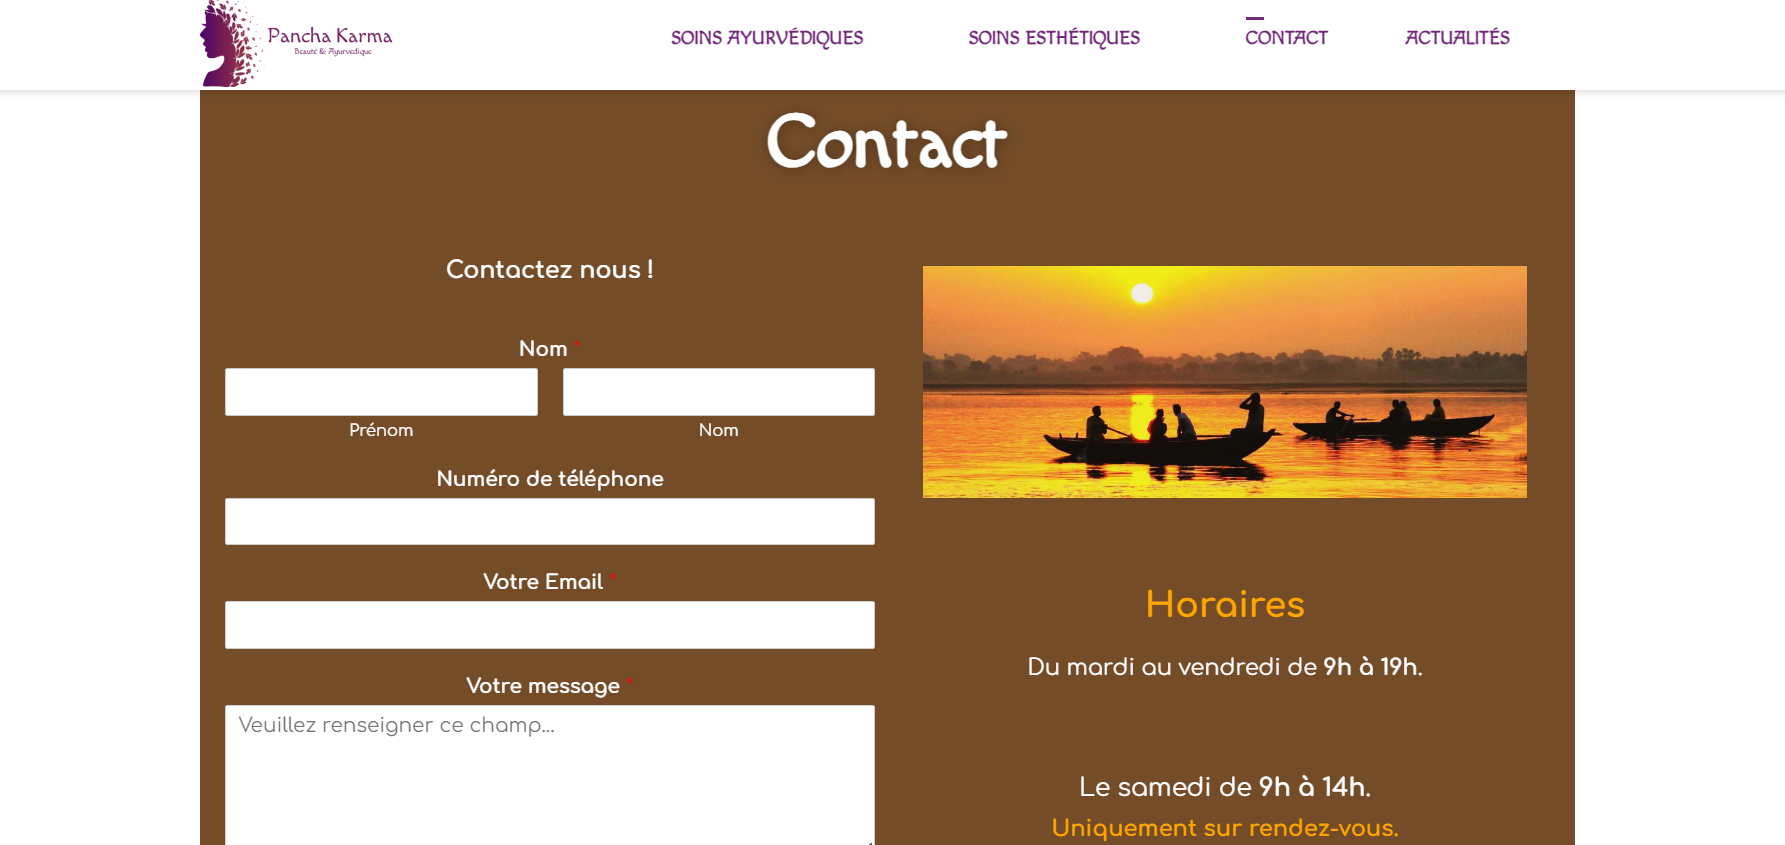 Pancha Karma
Beauté & Ayurvedique
SOINS AYURVÉDIQUES
SOINS ESTHÉTIQUES
CONTACT
ACTUALITÉS
Contact
Contactez nous !
Nom *
Prénom
Nom
Numéro de téléphone
Votre Email *
Votre message *
Veuillez renseigner ce champ...
Horaires
Du mardi au vendredi de 9h à 19h.
Le samedi de 9h à 14h.
Uniquement sur rendez-vous.